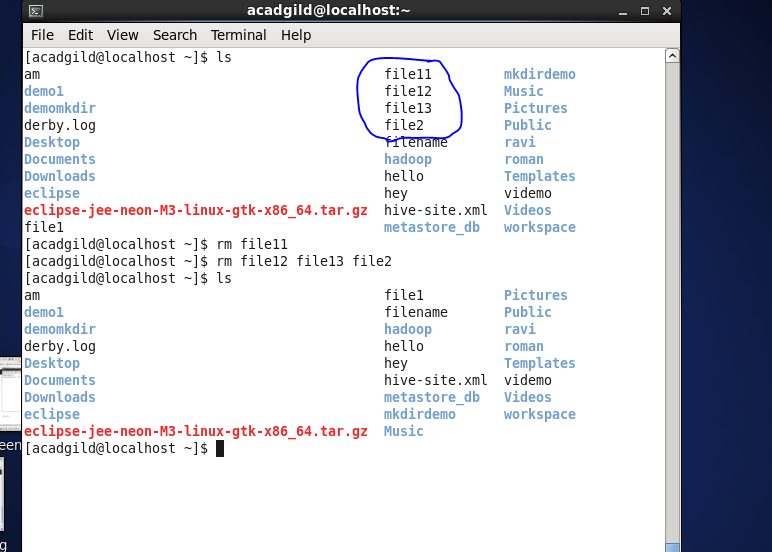 acadgild@localhost:~
File Edit View Search Terminal Help
[acadgild@localhost ~]$ ls
am file11 mkdirdemo
demo1 file12 Music
demomkdir file13 Pictures
derby.log file2 Public
Desktop filename ravi
Documents hadoop roman
Downloads hello Templates
eclipse hey videmo
eclipse-jee-neon-M3-linux-gtk-x86_64.tar.gz hive-site.xml Videos
file1 metastore_db workspace
[acadgild@localhost ~]$ rm file11
[acadgild@localhost ~]$ rm file12 file13 file2
[acadgild@localhost ~]$ ls
am file1 Pictures
demo1 filename Public
demomkdir hadoop ravi
derby.log hello roman
Desktop hey Templates
Documents hive-site.xml videmo
Downloads metastore_db Videos
eclipse mkdirdemo workspace
eclipse-jee-neon-M3-linux-gtk-x86_64.tar.gz Music
[acadgild@localhost ~]$